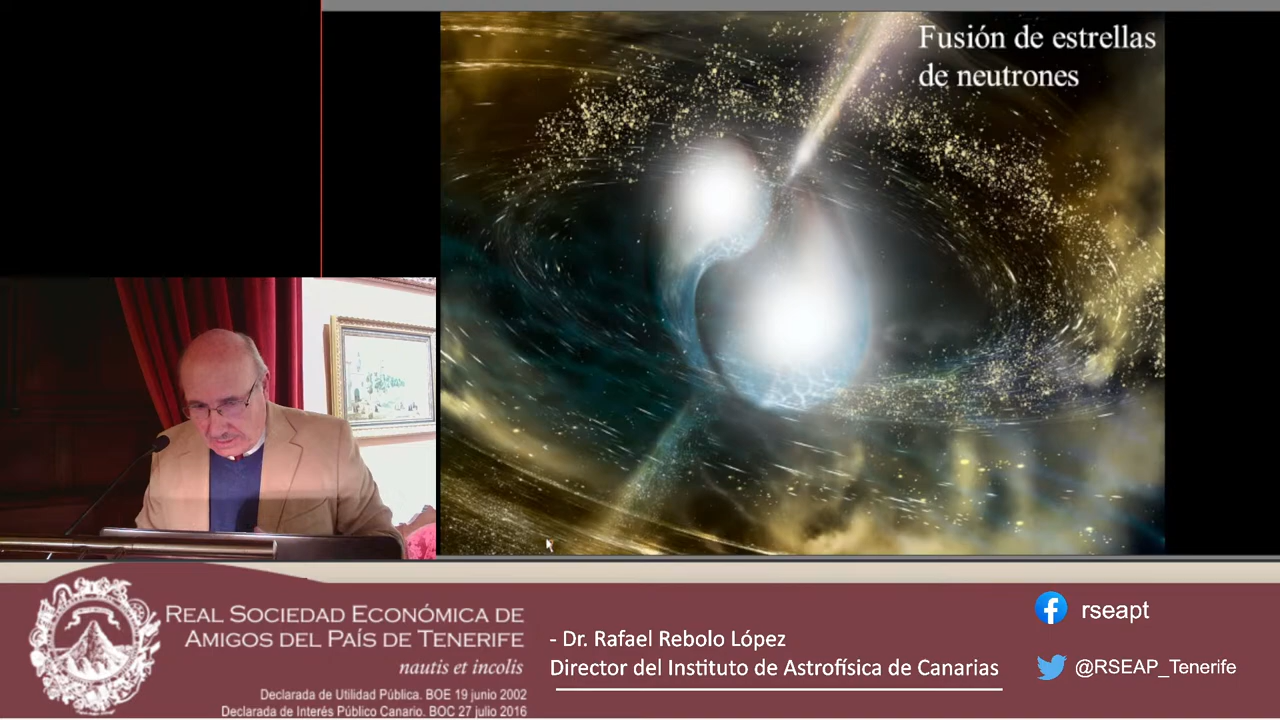 Fusión de estrellas
de neutrones
REAL SOCIEDAD ECONÓMICA DE
AMIGOS DEL PAÍS DE TENERIFE
nautis et incolis
Declarada de Utilidad Pública. BOE 19 junio 2002
Declarada de Interés Público Canario. BOC 27 julio 2016
- Dr. Rafael Rebolo López
Director del Instituto de Astrofísica de Canarias
rseapt
@RSEAP_Tenerife